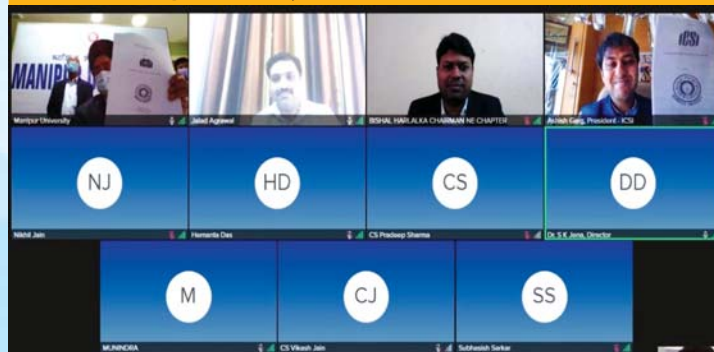 MANIP
ICSI
Manipur University
Jalad Agrawal
BISHAL HARLALKA CHAIRMAN NE CHAPTER
Ashish Garg, President - ICSI
NJ
HD
CS
DD
Nikhil Jain
Hemanta Das
CS Pradeep Sharma
Dr. S K Jena, Director
M
CJ
SS
MUNINDRA
CS Vikash Jain
Subhasish Sarkar